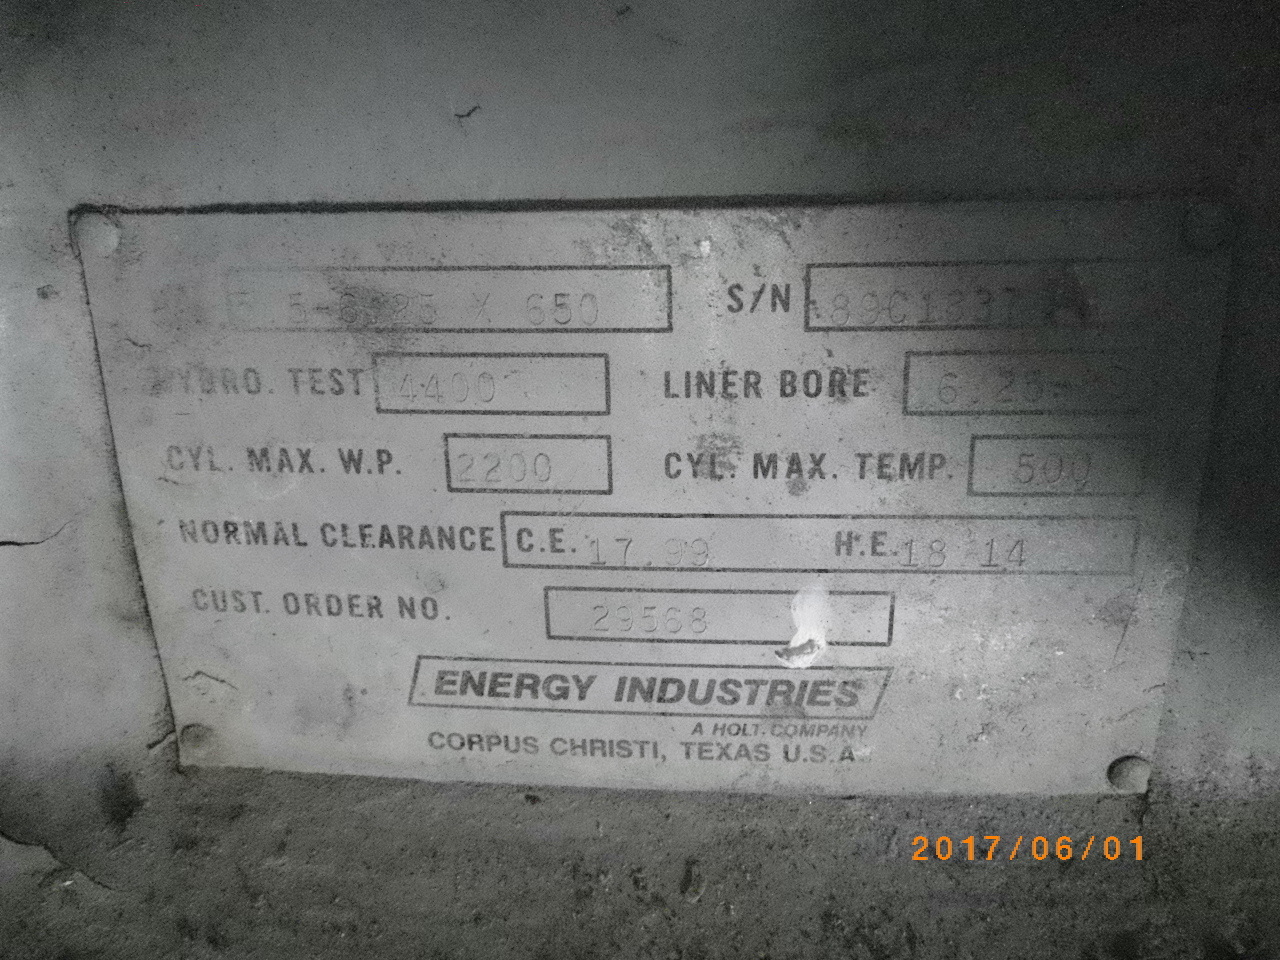 5-6.25 X 650 S/N 89C1337
HYDRO. TEST 4400 LINER BORE
CYL. MAX. W.P. 2200 CYL. MAX. TEMP. 500
NORMAL CLEARANCE C.E. 17.99 H.E. 18.14
CUST. ORDER NO. 29568
ENERGY INDUSTRIES
A HOLT COMPANY
CORPUS CHRISTI, TEXAS U.S.A.
2017/06/01